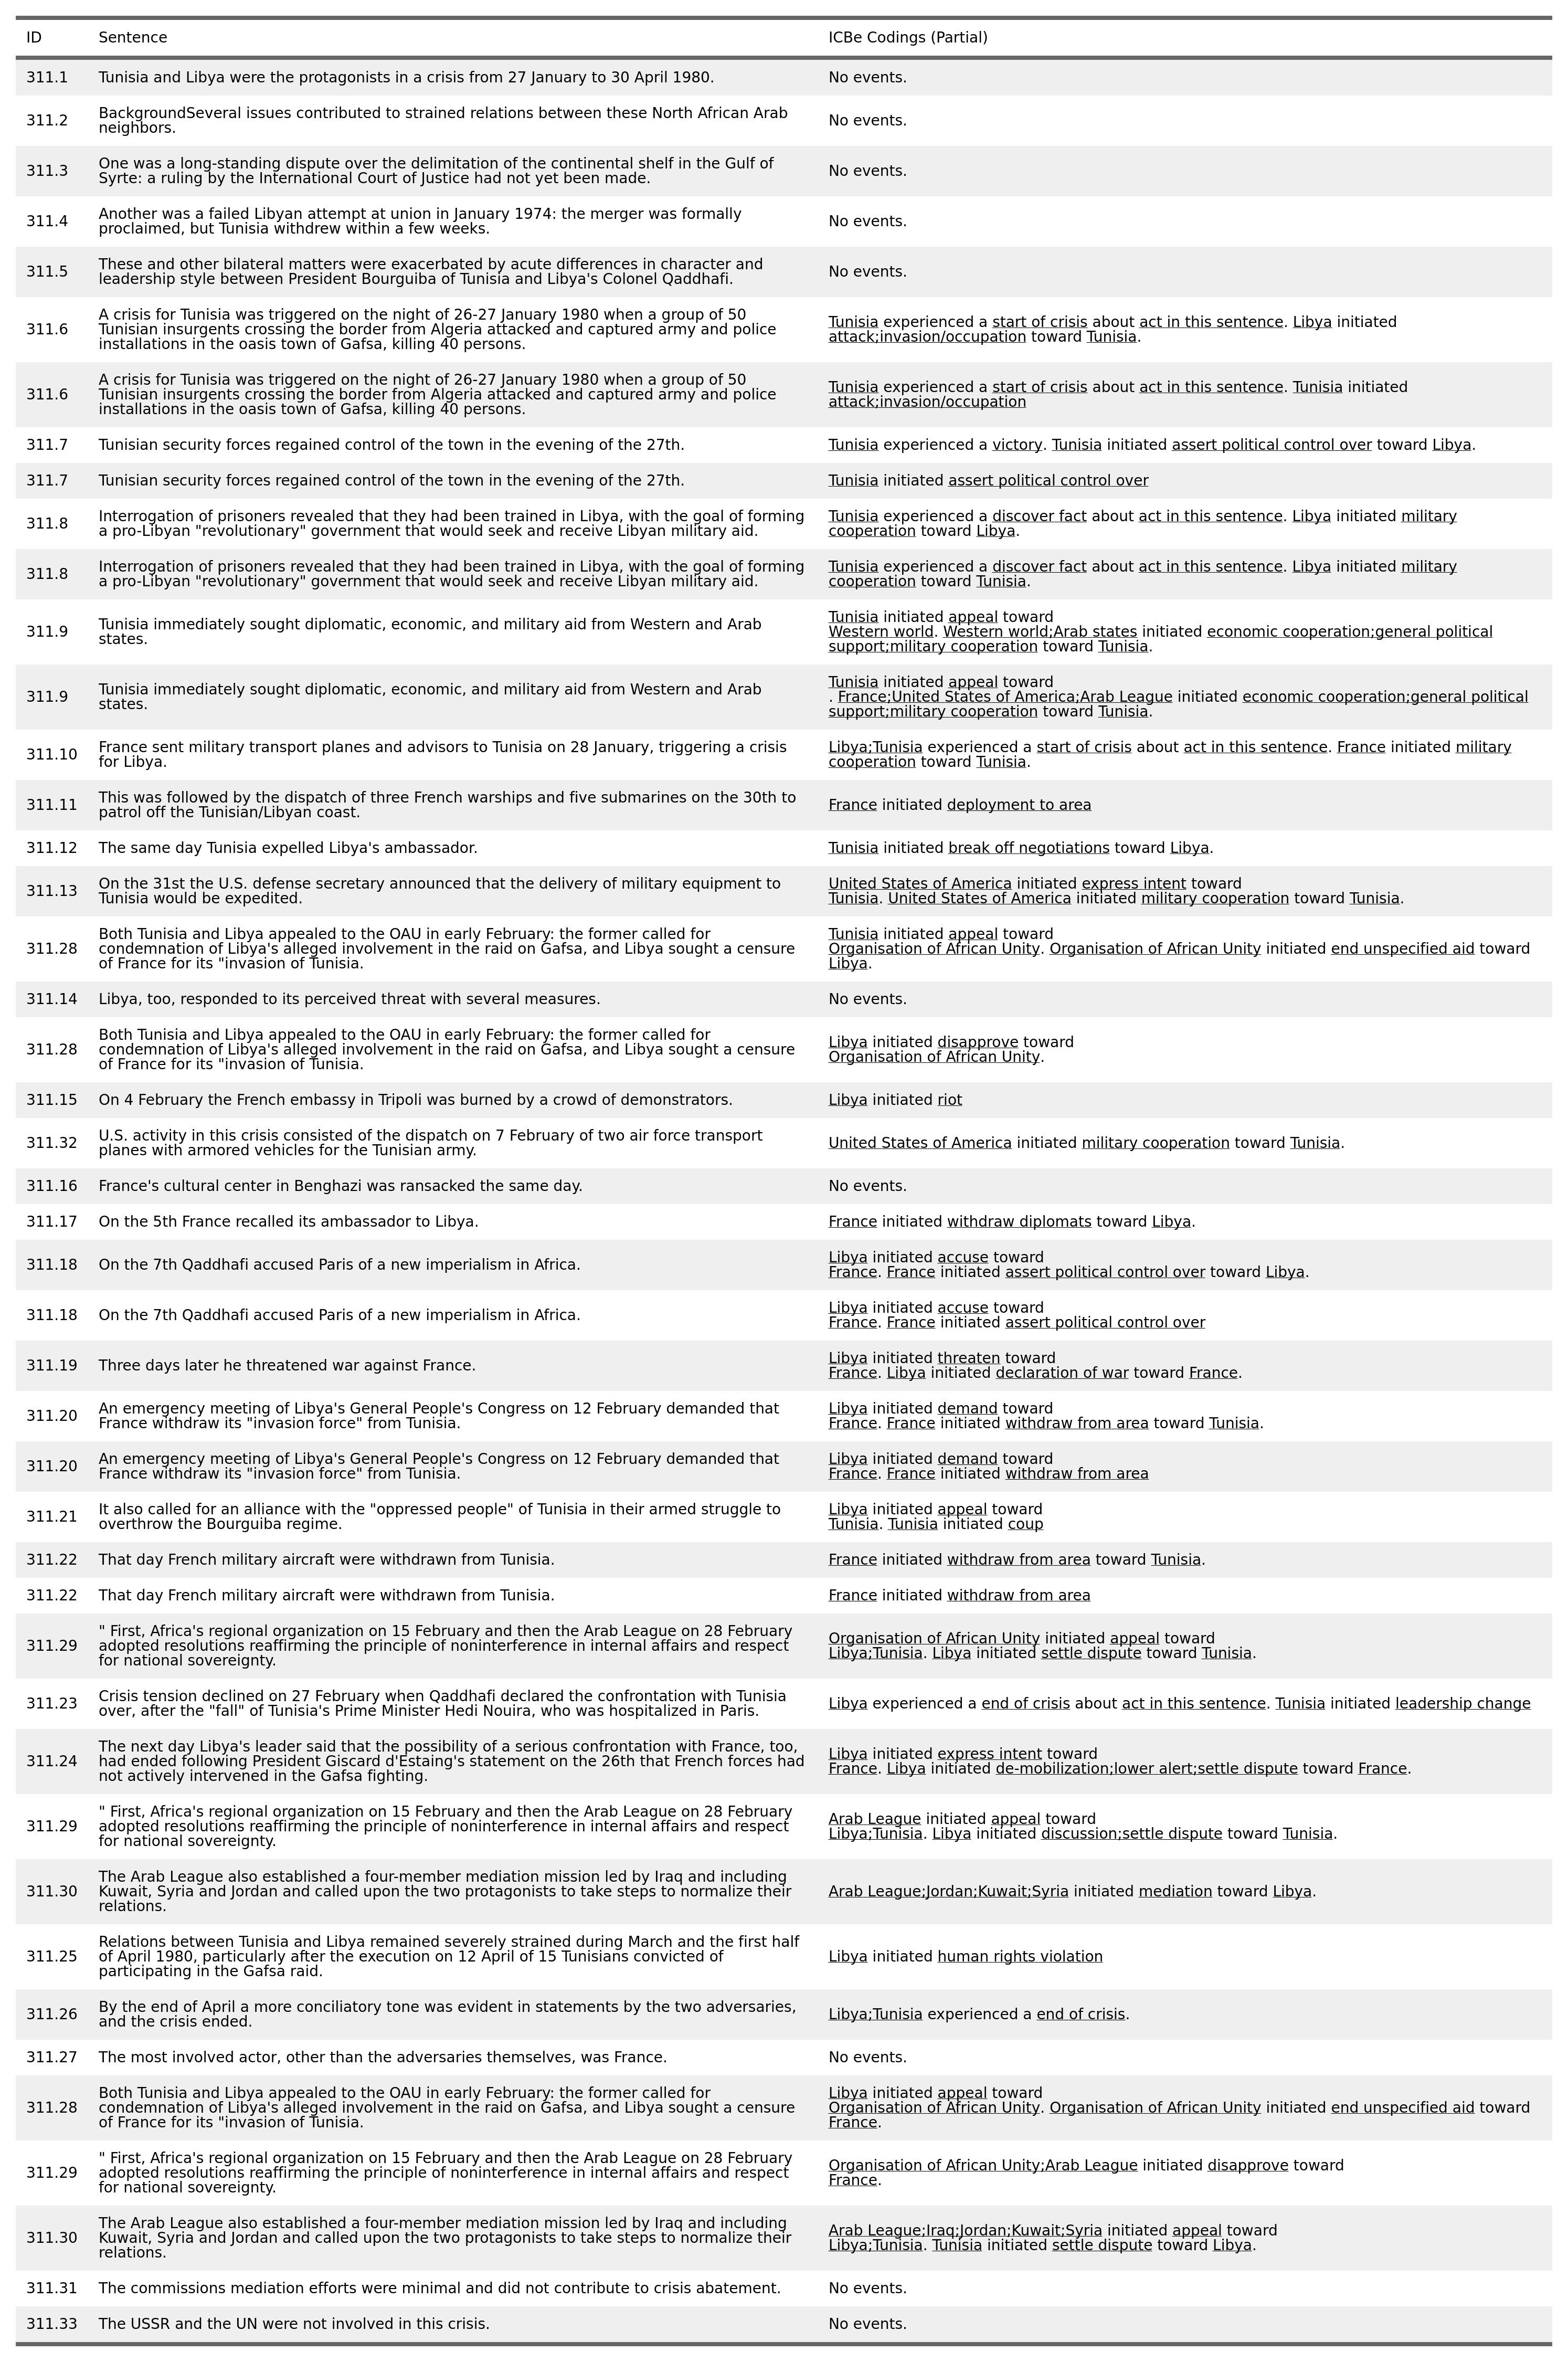 ID Sentence ICBe Codings (Partial)
311.1 Tunisia and Libya were the protagonists in a crisis from 27 January to 30 April 1980. No events.
311.2 BackgroundSeveral issues contributed to strained relations between these North African Arab
neighbors. No events.
311.3 One was a long-standing dispute over the delimitation of the continental shelf in the Gulf of
Syrte: a ruling by the International Court of Justice had not yet been made. No events.
311.4 Another was a failed Libyan attempt at union in January 1974: the merger was formally
proclaimed, but Tunisia withdrew within a few weeks. No events.
311.5 These and other bilateral matters were exacerbated by acute differences in character and
leadership style between President Bourguiba of Tunisia and Libya's Colonel Qaddhafi. No events.
311.6 A crisis for Tunisia was triggered on the night of 26-27 January 1980 when a group of 50
Tunisian insurgents crossing the border from Algeria attacked and captured army and police
installations in the oasis town of Gafsa, killing 40 persons.
Tunisia experienced a start of crisis about act in this sentence. Libya initiated
attack;invasion/occupation toward Tunisia.
311.6 A crisis for Tunisia was triggered on the night of 26-27 January 1980 when a group of 50
Tunisian insurgents crossing the border from Algeria attacked and captured army and police
installations in the oasis town of Gafsa, killing 40 persons.
Tunisia experienced a start of crisis about act in this sentence. Tunisia initiated
attack;invasion/occupation
311.7 Tunisian security forces regained control of the town in the evening of the 27th. Tunisia experienced a victory. Tunisia initiated assert political control over toward Libya.
311.7 Tunisian security forces regained control of the town in the evening of the 27th. Tunisia initiated assert political control over
311.8 Interrogation of prisoners revealed that they had been trained in Libya, with the goal of forming
a pro-Libyan "revolutionary" government that would seek and receive Libyan military aid.
Tunisia experienced a discover fact about act in this sentence. Libya initiated military
cooperation toward Libya.
311.8 Interrogation of prisoners revealed that they had been trained in Libya, with the goal of forming
a pro-Libyan "revolutionary" government that would seek and receive Libyan military aid.
Tunisia experienced a discover fact about act in this sentence. Libya initiated military
cooperation toward Tunisia.
311.9 Tunisia immediately sought diplomatic, economic, and military aid from Western and Arab
states.
Tunisia initiated appeal toward
Western world. Western world;Arab states initiated economic cooperation;general political
support;military cooperation toward Tunisia.
311.9 Tunisia immediately sought diplomatic, economic, and military aid from Western and Arab
states.
Tunisia initiated appeal toward
. France;United States of America;Arab League initiated economic cooperation;general political
support;military cooperation toward Tunisia.
311.10 France sent military transport planes and advisors to Tunisia on 28 January, triggering a crisis
for Libya.
Libya;Tunisia experienced a start of crisis about act in this sentence. France initiated military
cooperation toward Tunisia.
311.11 This was followed by the dispatch of three French warships and five submarines on the 30th to
patrol off the Tunisian/Libyan coast.
France initiated deployment to area
311.12 The same day Tunisia expelled Libya's ambassador. Tunisia initiated break off negotiations toward Libya.
311.13 On the 31st the U.S. defense secretary announced that the delivery of military equipment to
Tunisia would be expedited.
United States of America initiated express intent toward
Tunisia. United States of America initiated military cooperation toward Tunisia.
311.28 Both Tunisia and Libya appealed to the OAU in early February: the former called for
condemnation of Libya's alleged involvement in the raid on Gafsa, and Libya sought a censure
of France for its "invasion of Tunisia.
Tunisia initiated appeal toward
Organisation of African Unity. Organisation of African Unity initiated end unspecified aid toward
Libya.
311.14 Libya, too, responded to its perceived threat with several measures. No events.
311.28 Both Tunisia and Libya appealed to the OAU in early February: the former called for
condemnation of Libya's alleged involvement in the raid on Gafsa, and Libya sought a censure
of France for its "invasion of Tunisia.
Libya initiated disapprove toward
Organisation of African Unity.
311.15 On 4 February the French embassy in Tripoli was burned by a crowd of demonstrators. Libya initiated riot
311.32 U.S. activity in this crisis consisted of the dispatch on 7 February of two air force transport
planes with armored vehicles for the Tunisian army.
United States of America initiated military cooperation toward Tunisia.
311.16 France's cultural center in Benghazi was ransacked the same day. No events.
311.17 On the 5th France recalled its ambassador to Libya. France initiated withdraw diplomats toward Libya.
311.18 On the 7th Qaddhafi accused Paris of a new imperialism in Africa.
Libya initiated accuse toward
France. France initiated assert political control over toward Libya.
311.18 On the 7th Qaddhafi accused Paris of a new imperialism in Africa.
Libya initiated accuse toward
France. France initiated assert political control over
311.19 Three days later he threatened war against France.
Libya initiated threaten toward
France. Libya initiated declaration of war toward France.
311.20 An emergency meeting of Libya's General People's Congress on 12 February demanded that
France withdraw its "invasion force" from Tunisia.
Libya initiated demand toward
France. France initiated withdraw from area toward Tunisia.
311.20 An emergency meeting of Libya's General People's Congress on 12 February demanded that
France withdraw its "invasion force" from Tunisia.
Libya initiated demand toward
France. France initiated withdraw from area
311.21 It also called for an alliance with the "oppressed people" of Tunisia in their armed struggle to
overthrow the Bourguiba regime.
Libya initiated appeal toward
Tunisia. Tunisia initiated coup
311.22 That day French military aircraft were withdrawn from Tunisia. France initiated withdraw from area toward Tunisia.
311.22 That day French military aircraft were withdrawn from Tunisia. France initiated withdraw from area
311.29 " First, Africa's regional organization on 15 February and then the Arab League on 28 February
adopted resolutions reaffirming the principle of noninterference in internal affairs and respect
for national sovereignty.
Organisation of African Unity initiated appeal toward
Libya;Tunisia. Libya initiated settle dispute toward Tunisia.
311.23 Crisis tension declined on 27 February when Qaddhafi declared the confrontation with Tunisia
over, after the "fall" of Tunisia's Prime Minister Hedi Nouira, who was hospitalized in Paris.
Libya experienced a end of crisis about act in this sentence. Tunisia initiated leadership change
311.24 The next day Libya's leader said that the possibility of a serious confrontation with France, too,
had ended following President Giscard d'Estaing's statement on the 26th that French forces had
not actively intervened in the Gafsa fighting.
Libya initiated express intent toward
France. Libya initiated de-mobilization;lower alert;settle dispute toward France.
311.29 " First, Africa's regional organization on 15 February and then the Arab League on 28 February
adopted resolutions reaffirming the principle of noninterference in internal affairs and respect
for national sovereignty.
Arab League initiated appeal toward
Libya;Tunisia. Libya initiated discussion;settle dispute toward Tunisia.
311.30 The Arab League also established a four-member mediation mission led by Iraq and including
Kuwait, Syria and Jordan and called upon the two protagonists to take steps to normalize their
relations.
Arab League;Jordan;Kuwait;Syria initiated mediation toward Libya.
311.25 Relations between Tunisia and Libya remained severely strained during March and the first half
of April 1980, particularly after the execution on 12 April of 15 Tunisians convicted of
participating in the Gafsa raid.
Libya initiated human rights violation
311.26 By the end of April a more conciliatory tone was evident in statements by the two adversaries,
and the crisis ended.
Libya;Tunisia experienced a end of crisis.
311.27 The most involved actor, other than the adversaries themselves, was France. No events.
311.28 Both Tunisia and Libya appealed to the OAU in early February: the former called for
condemnation of Libya's alleged involvement in the raid on Gafsa, and Libya sought a censure
of France for its "invasion of Tunisia.
Libya initiated appeal toward
Organisation of African Unity. Organisation of African Unity initiated end unspecified aid toward
France.
311.29 " First, Africa's regional organization on 15 February and then the Arab League on 28 February
adopted resolutions reaffirming the principle of noninterference in internal affairs and respect
for national sovereignty.
Organisation of African Unity;Arab League initiated disapprove toward
France.
311.30 The Arab League also established a four-member mediation mission led by Iraq and including
Kuwait, Syria and Jordan and called upon the two protagonists to take steps to normalize their
relations.
Arab League;Iraq;Jordan;Kuwait;Syria initiated appeal toward
Libya;Tunisia. Tunisia initiated settle dispute toward Libya.
311.31 The commissions mediation efforts were minimal and did not contribute to crisis abatement. No events.
311.33 The USSR and the UN were not involved in this crisis. No events.